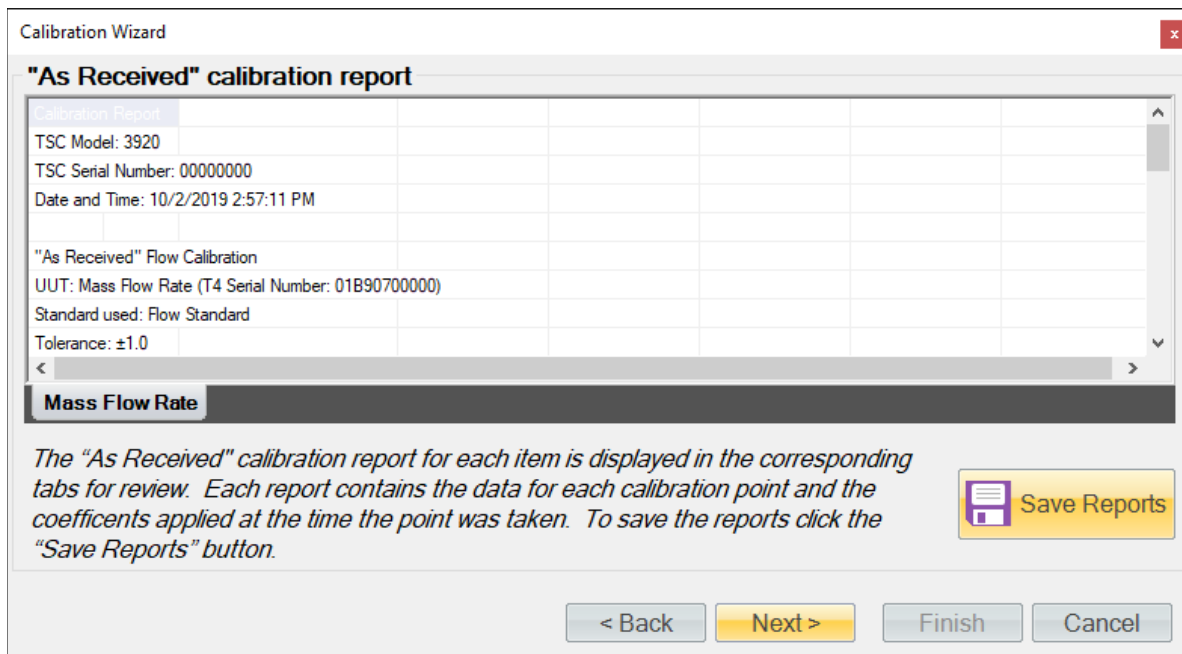 Calibration Wizard
x
"As Received" calibration report
Calibration Report
TSC Model: 3920
TSC Serial Number: 00000000
Date and Time: 10/2/2019 2:57:11 PM
"As Received" Flow Calibration
UUT: Mass Flow Rate (T4 Serial Number: 01B90700000)
Standard used: Flow Standard
Tolerance: ±1.0
Mass Flow Rate
The “As Received" calibration report for each item is displayed in the corresponding
tabs for review. Each report contains the data for each calibration point and the
coefficents applied at the time the point was taken. To save the reports click the
“Save Reports” button.
Save Reports
< Back
Next >
Finish
Cancel